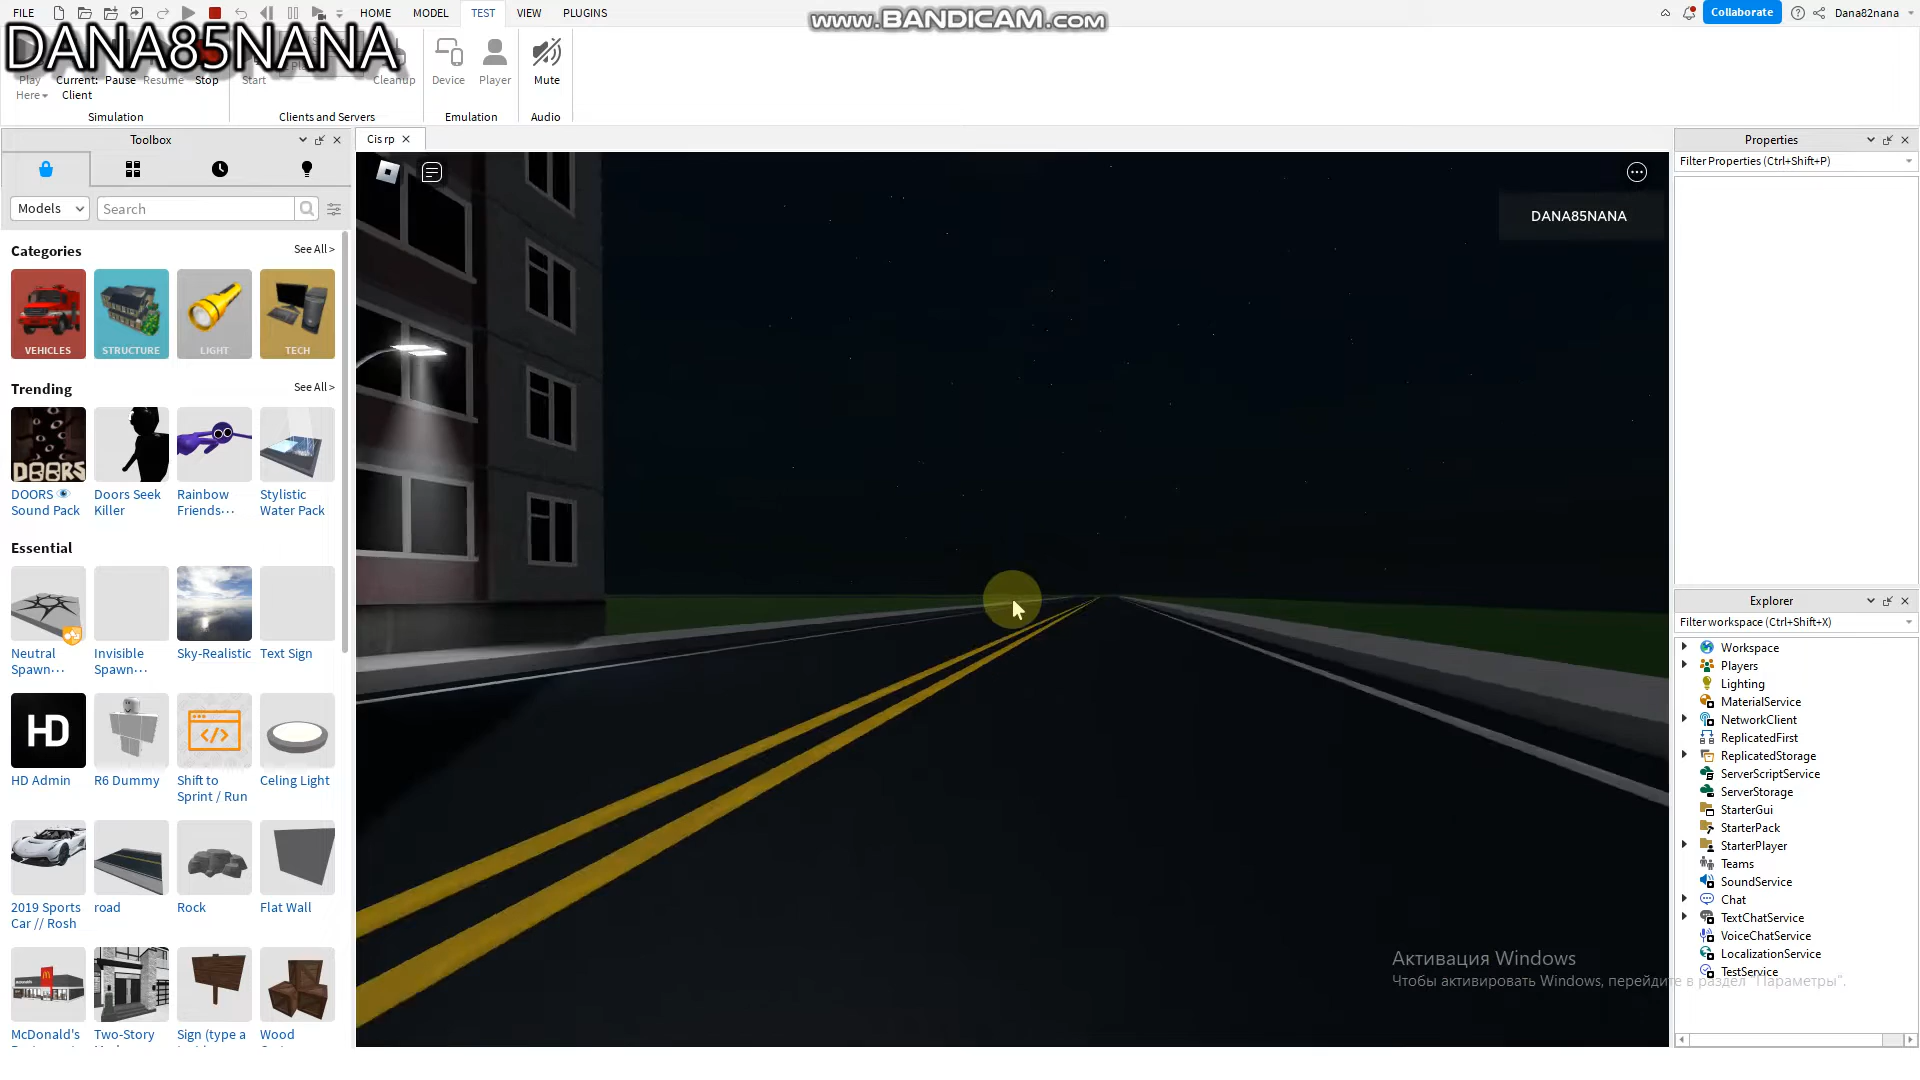 FILE HOME MODEL TEST VIEW PLUGINS
www.BANDICAM.com
Collaborate Dana82nana
DANA85NANA
Play Here
Current: Client
Pause Resume Stop
Start Cleanup Device Player Mute
Simulation Clients and Servers Emulation Audio
Toolbox
Cis rp
Properties
Models Search
Filter Properties (Ctrl+Shift+P)
DANA85NANA
Categories See All >
VEHICLES STRUCTURE LIGHT TECH
Trending See All >
DOORS
DOORS Sound Pack
Doors Seek Killer
Rainbow Friends...
Stylistic Water Pack
Essential
Neutral Spawn...
Invisible Spawn...
Sky-Realistic
Text Sign
HD
HD Admin
R6 Dummy
Shift to Sprint / Run
Celing Light
2019 Sports Car // Rosh
road
Rock
Flat Wall
McDonald's
Two-Story
Sign (type a
Wood
Explorer
Filter workspace (Ctrl+Shift+X)
Workspace
Players
Lighting
MaterialService
NetworkClient
ReplicatedFirst
ReplicatedStorage
ServerScriptService
ServerStorage
StarterGui
StarterPack
StarterPlayer
Teams
SoundService
Chat
TextChatService
VoiceChatService
LocalizationService
TestService
Активация Windows
Чтобы активировать Windows, перейдите в раздел "Параметры".